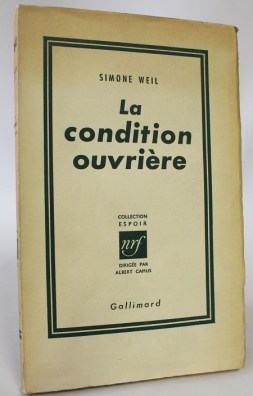 SIMONE WEIL
La
condition
ouvrière
COLLECTION
ESPOIR
nrf
DIRIGÉE PAR
ALBERT CAMUS
Gallimard